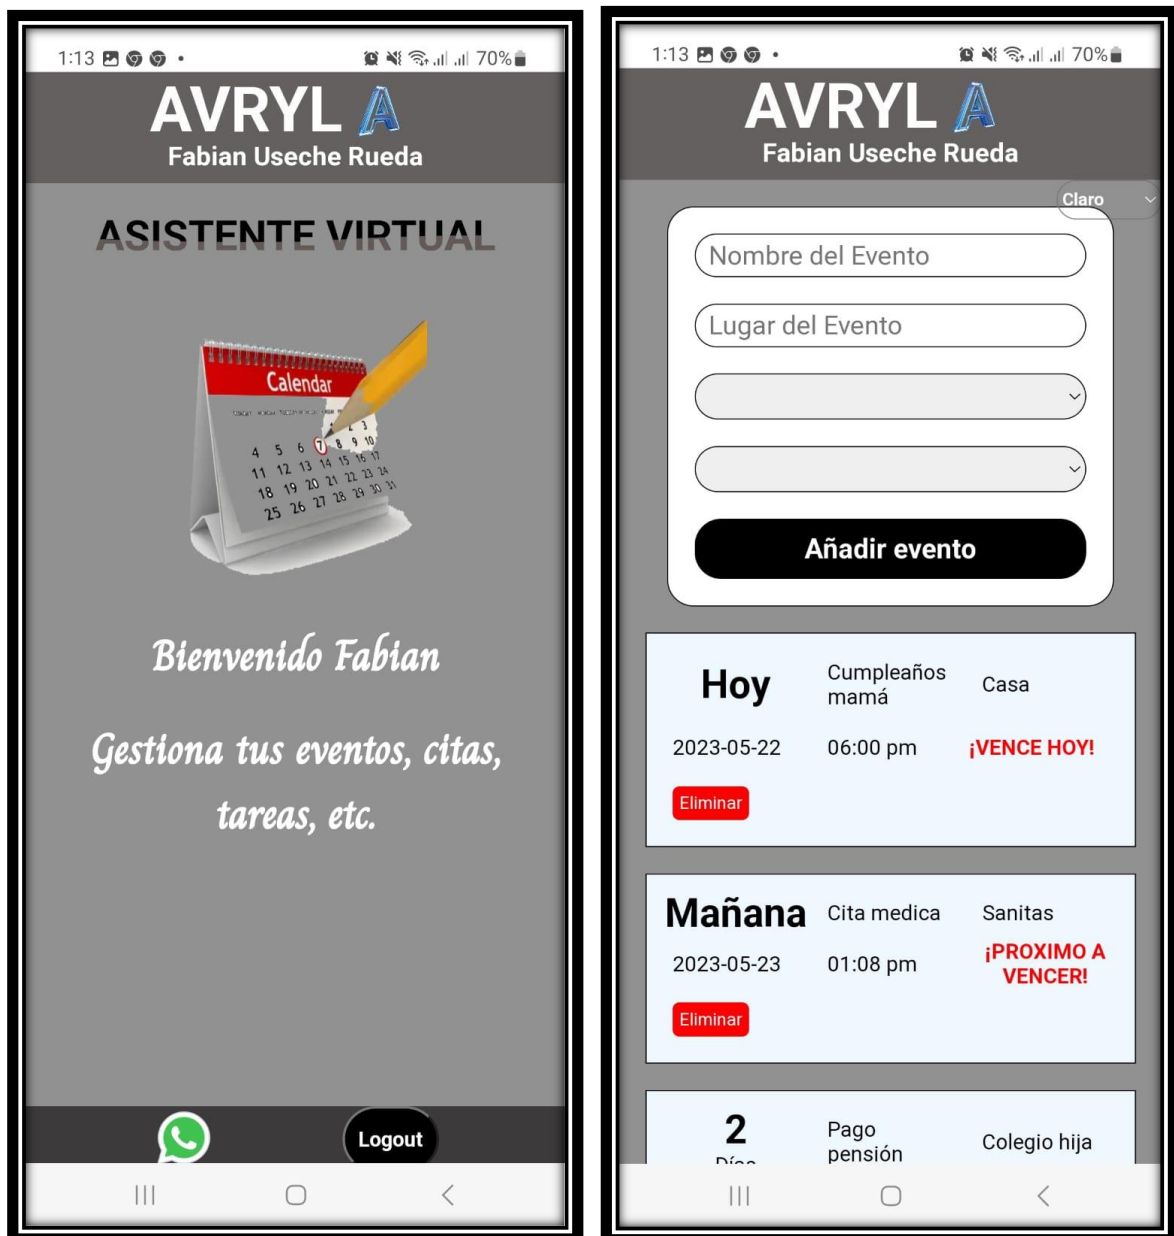 1:13 70%
AVRYL A
Fabian Useche Rueda
ASISTENTE VIRTUAL
Calendar
1 2 3
4 5 6 7 8 9 10
11 12 13 14 15 16 17
18 19 20 21 22 23 24
25 26 27 28 29 30 31
Bienvenido Fabian
Gestiona tus eventos, citas,
tareas, etc.
Logout
1:13 70%
AVRYL A
Fabian Useche Rueda
Claro
Nombre del Evento
Lugar del Evento
Añadir evento
Hoy
Cumpleaños
mamá
Casa
2023-05-22
06:00 pm
¡VENCE HOY!
Eliminar
Mañana
Cita medica
Sanitas
2023-05-23
01:08 pm
¡PROXIMO A
VENCER!
Eliminar
2
Días
Pago
pensión
Colegio hija